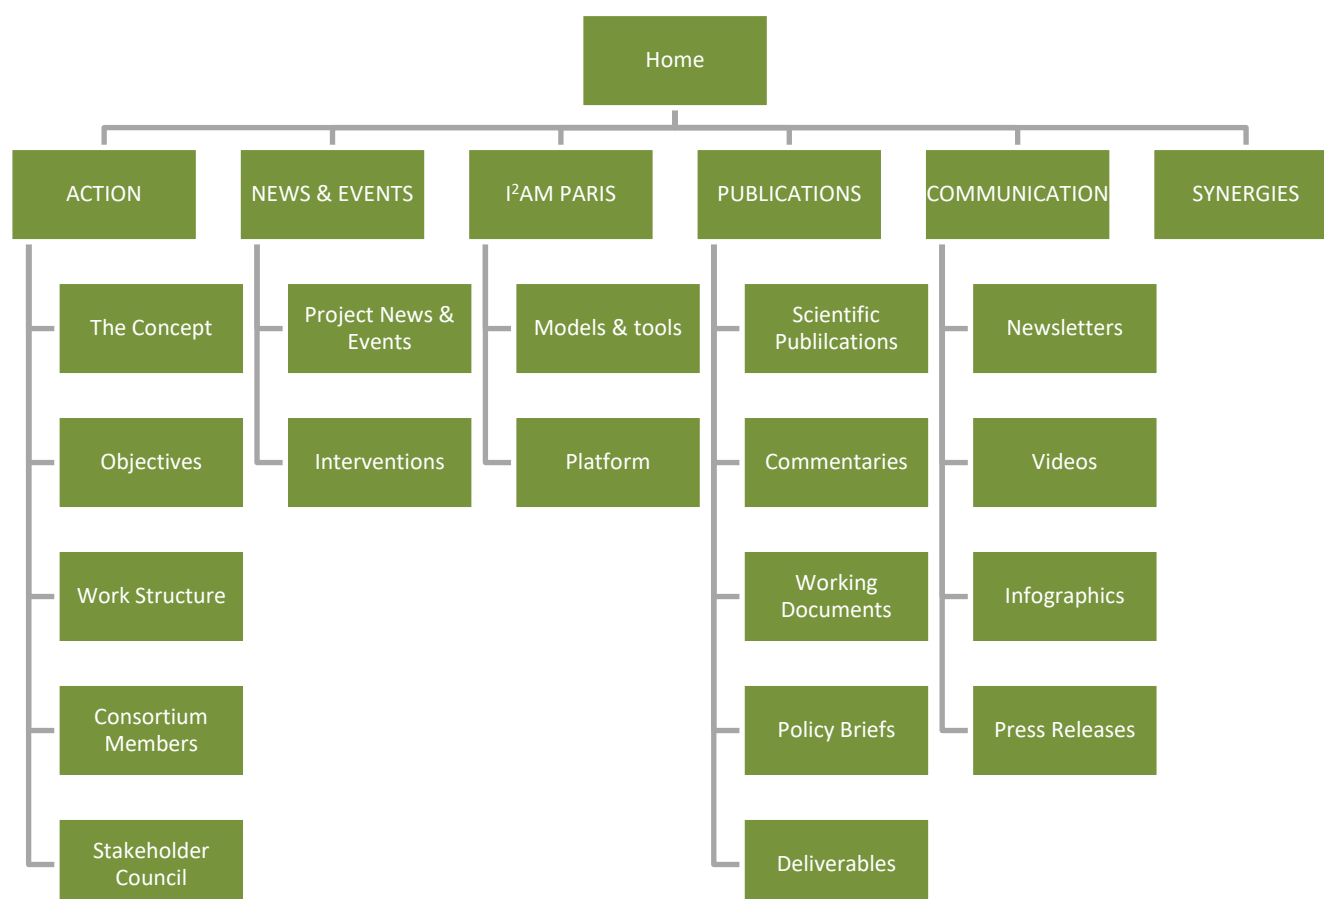 Home
ACTION
NEWS & EVENTS
I²AM PARIS
PUBLICATIONS
COMMUNICATION
SYNERGIES
The Concept
Project News &
Events
Models & tools
Scientific
Publilcations
Newsletters
Objectives
Interventions
Platform
Commentaries
Videos
Work Structure
Working
Documents
Infographics
Consortium
Members
Policy Briefs
Press Releases
Stakeholder
Council
Deliverables